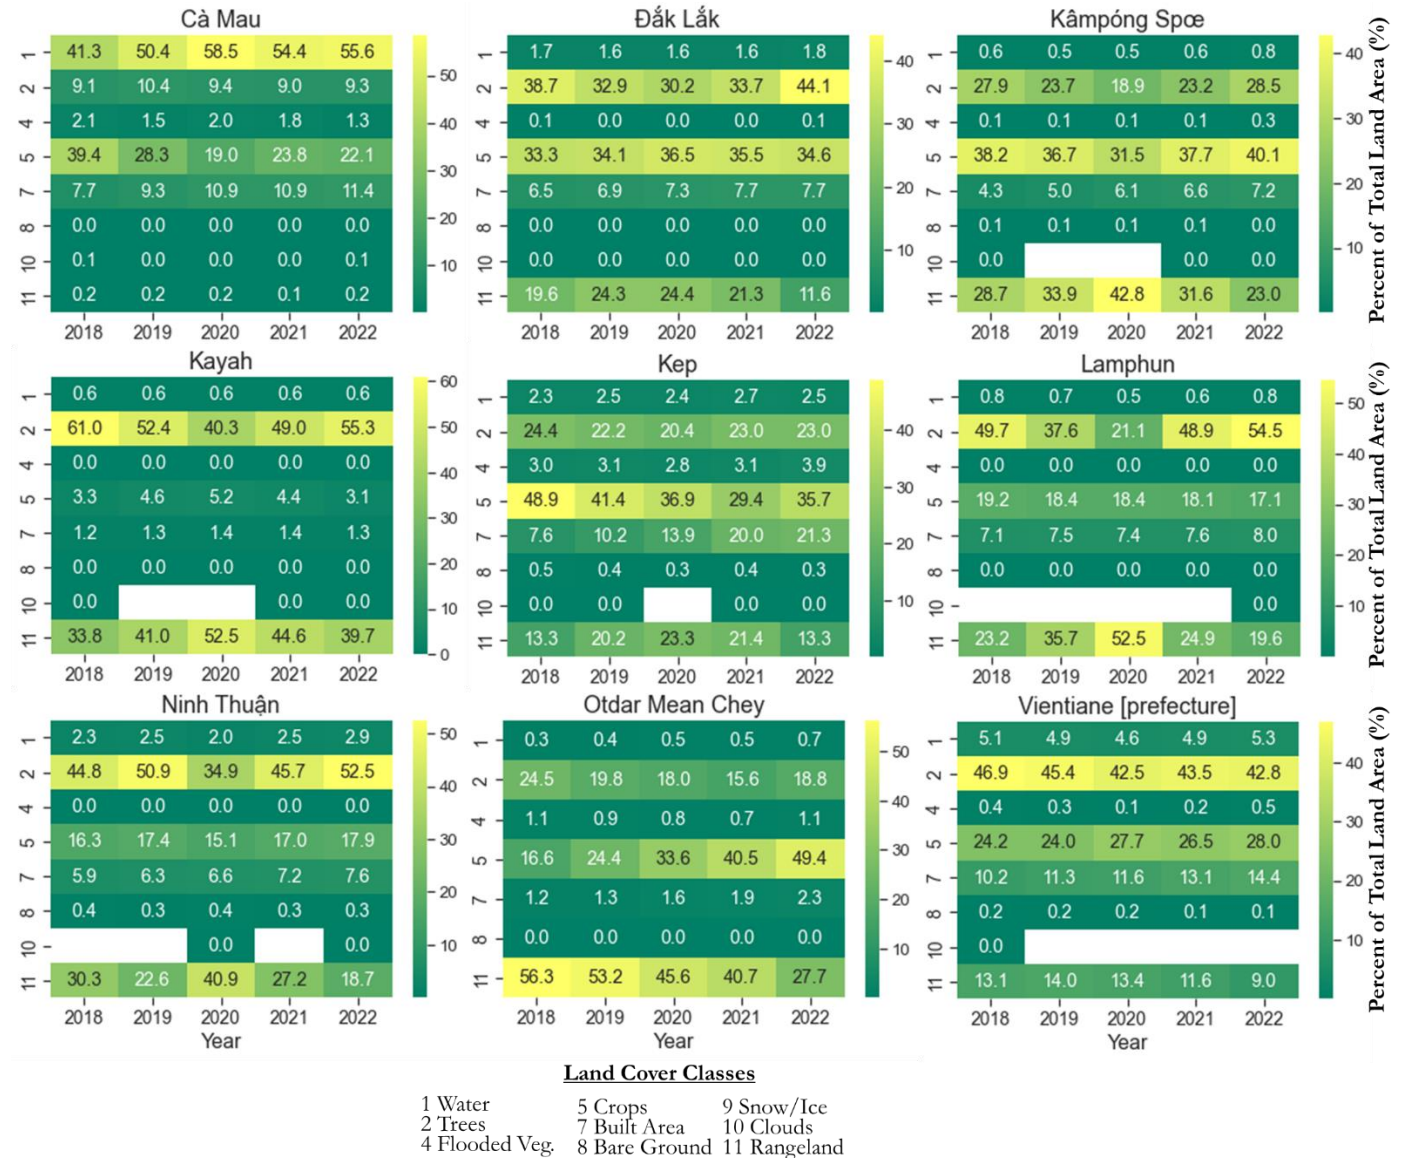 Cà Mau
1 41.3 50.4 58.5 54.4 55.6
2 9.1 10.4 9.4 9.0 9.3
4 2.1 1.5 2.0 1.8 1.3
5 39.4 28.3 19.0 23.8 22.1
7 7.7 9.3 10.9 10.9 11.4
8 0.0 0.0 0.0 0.0 0.0
10 0.1 0.0 0.0 0.0 0.1
11 0.2 0.2 0.2 0.1 0.2
2018 2019 2020 2021 2022
50
40
30
20
10
Đắk Lắk
1 1.7 1.6 1.6 1.6 1.8
2 38.7 32.9 30.2 33.7 44.1
4 0.1 0.0 0.0 0.0 0.1
5 33.3 34.1 36.5 35.5 34.6
7 6.5 6.9 7.3 7.7 7.7
8 0.0 0.0 0.0 0.0 0.0
10 0.0 0.0 0.0 0.0 0.0
11 19.6 24.3 24.4 21.3 11.6
2018 2019 2020 2021 2022
40
30
20
10
Kâmpóng Spœ
1 0.6 0.5 0.5 0.6 0.8
2 27.9 23.7 18.9 23.2 28.5
4 0.1 0.1 0.1 0.1 0.3
5 38.2 36.7 31.5 37.7 40.1
7 4.3 5.0 6.1 6.6 7.2
8 0.1 0.1 0.1 0.1 0.0
10 0.0 0.0 0.0
11 28.7 33.9 42.8 31.6 23.0
2018 2019 2020 2021 2022
40
30
20
10
Percent of Total Land Area (%)
Kayah
1 0.6 0.6 0.6 0.6 0.6
2 61.0 52.4 40.3 49.0 55.3
4 0.0 0.0 0.0 0.0 0.0
5 3.3 4.6 5.2 4.4 3.1
7 1.2 1.3 1.4 1.4 1.3
8 0.0 0.0 0.0 0.0 0.0
10 0.0 0.0 0.0
11 33.8 41.0 52.5 44.6 39.7
2018 2019 2020 2021 2022
60
50
40
30
20
10
0
Kep
1 2.3 2.5 2.4 2.7 2.5
2 24.4 22.2 20.4 23.0 23.0
4 3.0 3.1 2.8 3.1 3.9
5 48.9 41.4 36.9 29.4 35.7
7 7.6 10.2 13.9 20.0 21.3
8 0.5 0.4 0.3 0.4 0.3
10 0.0 0.0 0.0 0.0
11 13.3 20.2 23.3 21.4 13.3
2018 2019 2020 2021 2022
40
30
20
10
Lamphun
1 0.8 0.7 0.5 0.6 0.8
2 49.7 37.6 21.1 48.9 54.5
4 0.0 0.0 0.0 0.0 0.0
5 19.2 18.4 18.4 18.1 17.1
7 7.1 7.5 7.4 7.6 8.0
8 0.0 0.0 0.0 0.0 0.0
10 0.0
11 23.2 35.7 52.5 24.9 19.6
2018 2019 2020 2021 2022
50
40
30
20
10
Percent of Total Land Area (%)
Ninh Thuận
1 2.3 2.5 2.0 2.5 2.9
2 44.8 50.9 34.9 45.7 52.5
4 0.0 0.0 0.0 0.0 0.0
5 16.3 17.4 15.1 17.0 17.9
7 5.9 6.3 6.6 7.2 7.6
8 0.4 0.3 0.4 0.3 0.3
10 0.0 0.0
11 30.3 22.6 40.9 27.2 18.7
2018 2019 2020 2021 2022
Year
50
40
30
20
10
Otdar Mean Chey
1 0.3 0.4 0.5 0.5 0.7
2 24.5 19.8 18.0 15.6 18.8
4 1.1 0.9 0.8 0.7 1.1
5 16.6 24.4 33.6 40.5 49.4
7 1.2 1.3 1.6 1.9 2.3
8 0.0 0.0 0.0 0.0 0.0
11 56.3 53.2 45.6 40.7 27.7
2018 2019 2020 2021 2022
Year
50
40
30
20
10
Vientiane [prefecture]
1 5.1 4.9 4.6 4.9 5.3
2 46.9 45.4 42.5 43.5 42.8
4 0.4 0.3 0.1 0.2 0.5
5 24.2 24.0 27.7 26.5 28.0
7 10.2 11.3 11.6 13.1 14.4
8 0.2 0.2 0.2 0.1 0.1
10 0.0
11 13.1 14.0 13.4 11.6 9.0
2018 2019 2020 2021 2022
Year
40
30
20
10
Percent of Total Land Area (%)
Land Cover Classes
1 Water
2 Trees
4 Flooded Veg.
5 Crops
7 Built Area
8 Bare Ground
9 Snow/Ice
10 Clouds
11 Rangeland